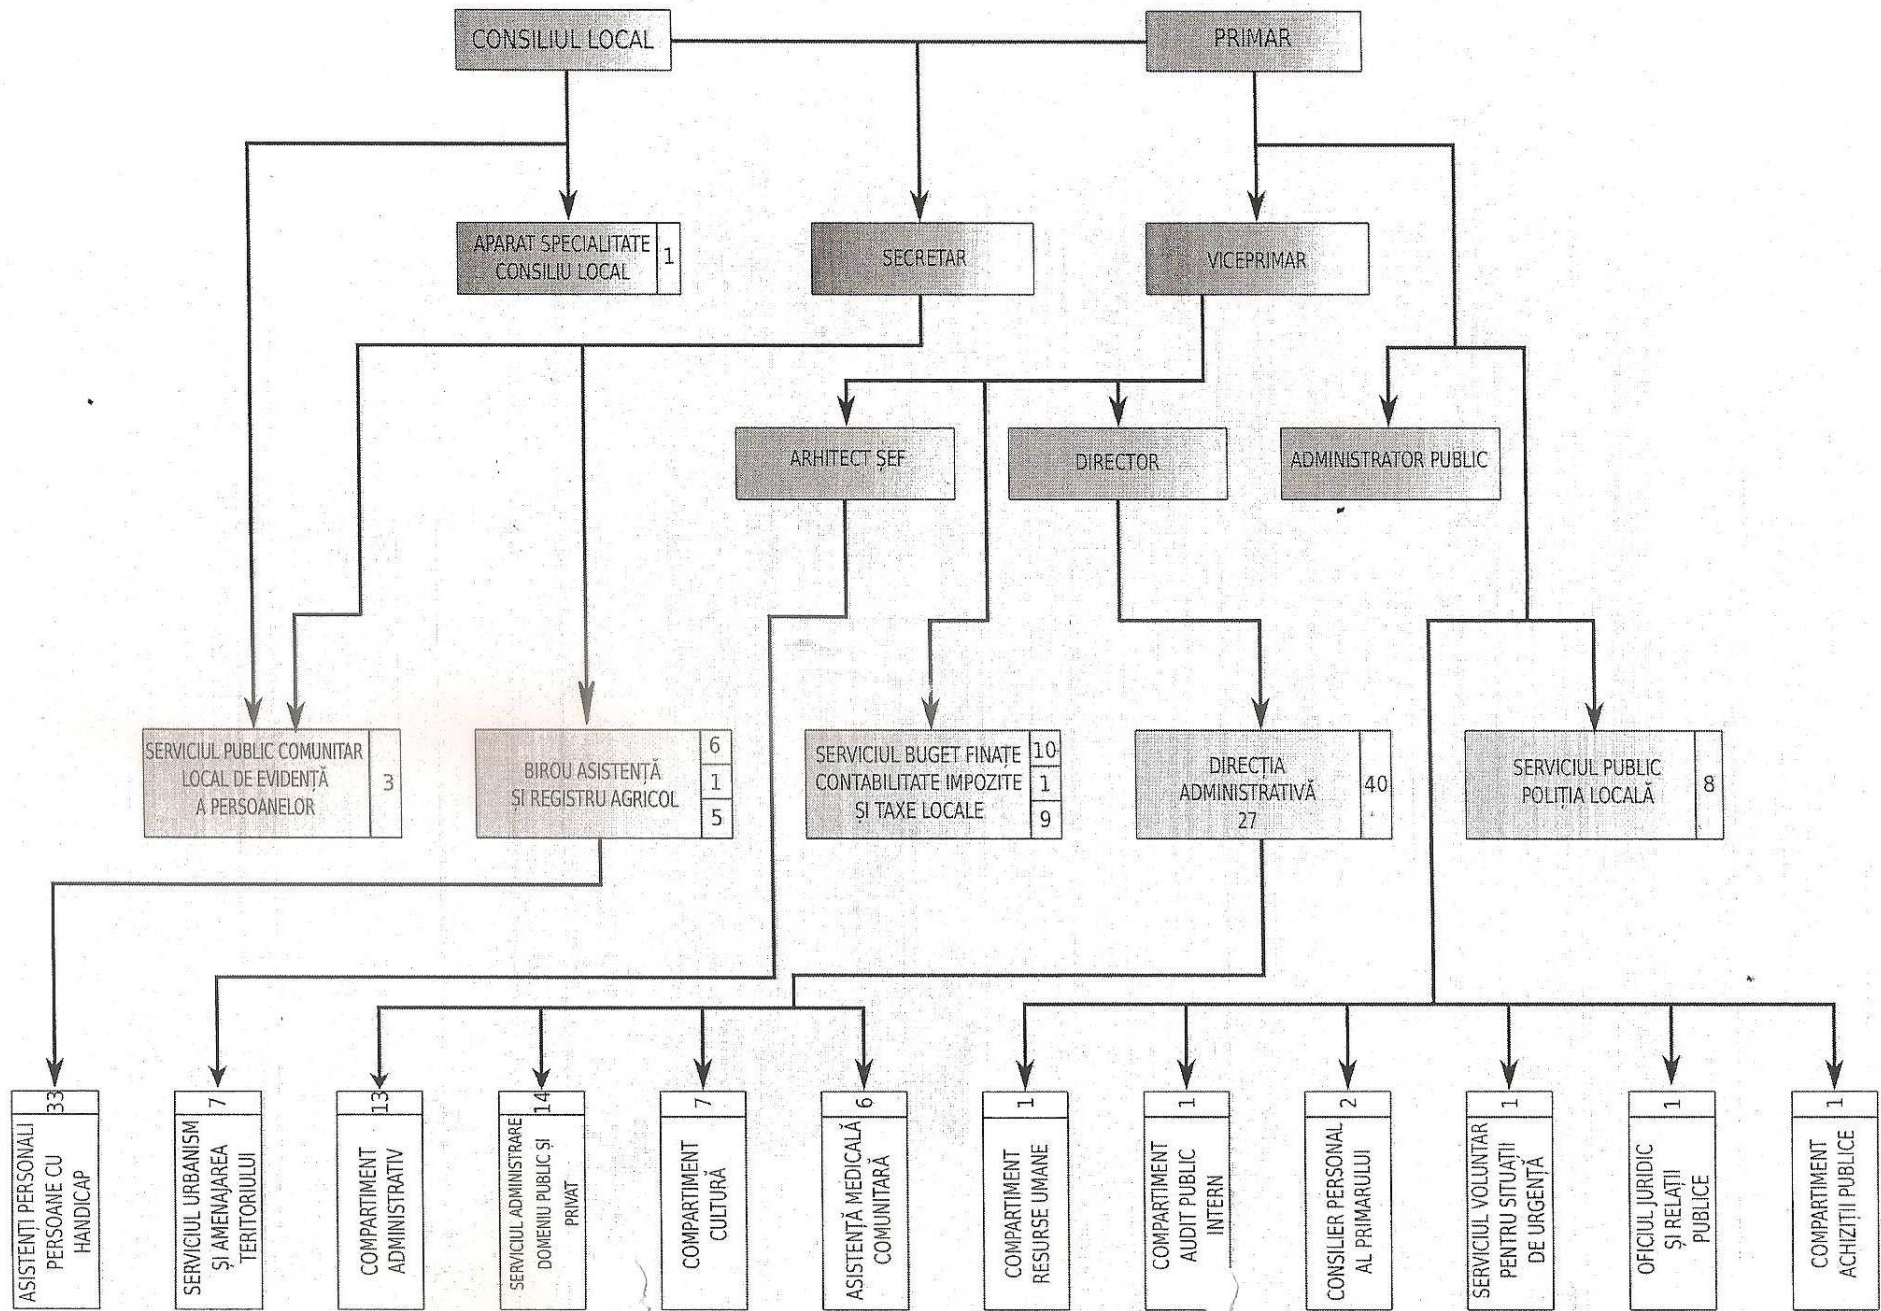 CONSILIUL LOCAL
PRIMAR
APARAT SPECIALITATE
CONSILIU LOCAL
1
SECRETAR
VICEPRIMAR
ARHITECT ȘEF
DIRECTOR
ADMINISTRATOR PUBLIC
SERVICIUL PUBLIC COMUNITAR
LOCAL DE EVIDENȚĂ
A PERSOANELOR
3
BIROU ASISTENȚĂ
ȘI REGISTRU AGRICOL
6
1
5
SERVICIUL BUGET FINAȚE
CONTABILITATE IMPOZITE
ȘI TAXE LOCALE
10
1
9
DIRECȚIA
ADMINISTRATIVĂ
27
40
SERVICIUL PUBLIC
POLIȚIA LOCALĂ
8
33
ASISTENȚI PERSONALI
PERSOANE CU
HANDICAP
7
SERVICIUL URBANISM
ȘI AMENAJAREA
TERITORIULUI
13
COMPARTIMENT
ADMINISTRATIV
14
SERVICIUL ADMINISTRARE
DOMENIU PUBLIC ȘI
PRIVAT
7
COMPARTIMENT
CULTURĂ
6
ASISTENȚĂ MEDICALĂ
COMUNITARĂ
1
COMPARTIMENT
RESURSE UMANE
1
COMPARTIMENT
AUDIT PUBLIC
INTERN
2
CONSILIER PERSONAL
AL PRIMARULUI
1
SERVICIUL VOLUNTAR
PENTRU SITUAȚII
DE URGENȚĂ
1
OFICIUL JURIDIC
ȘI RELAȚII
PUBLICE
1
COMPARTIMENT
ACHIZIȚII PUBLICE